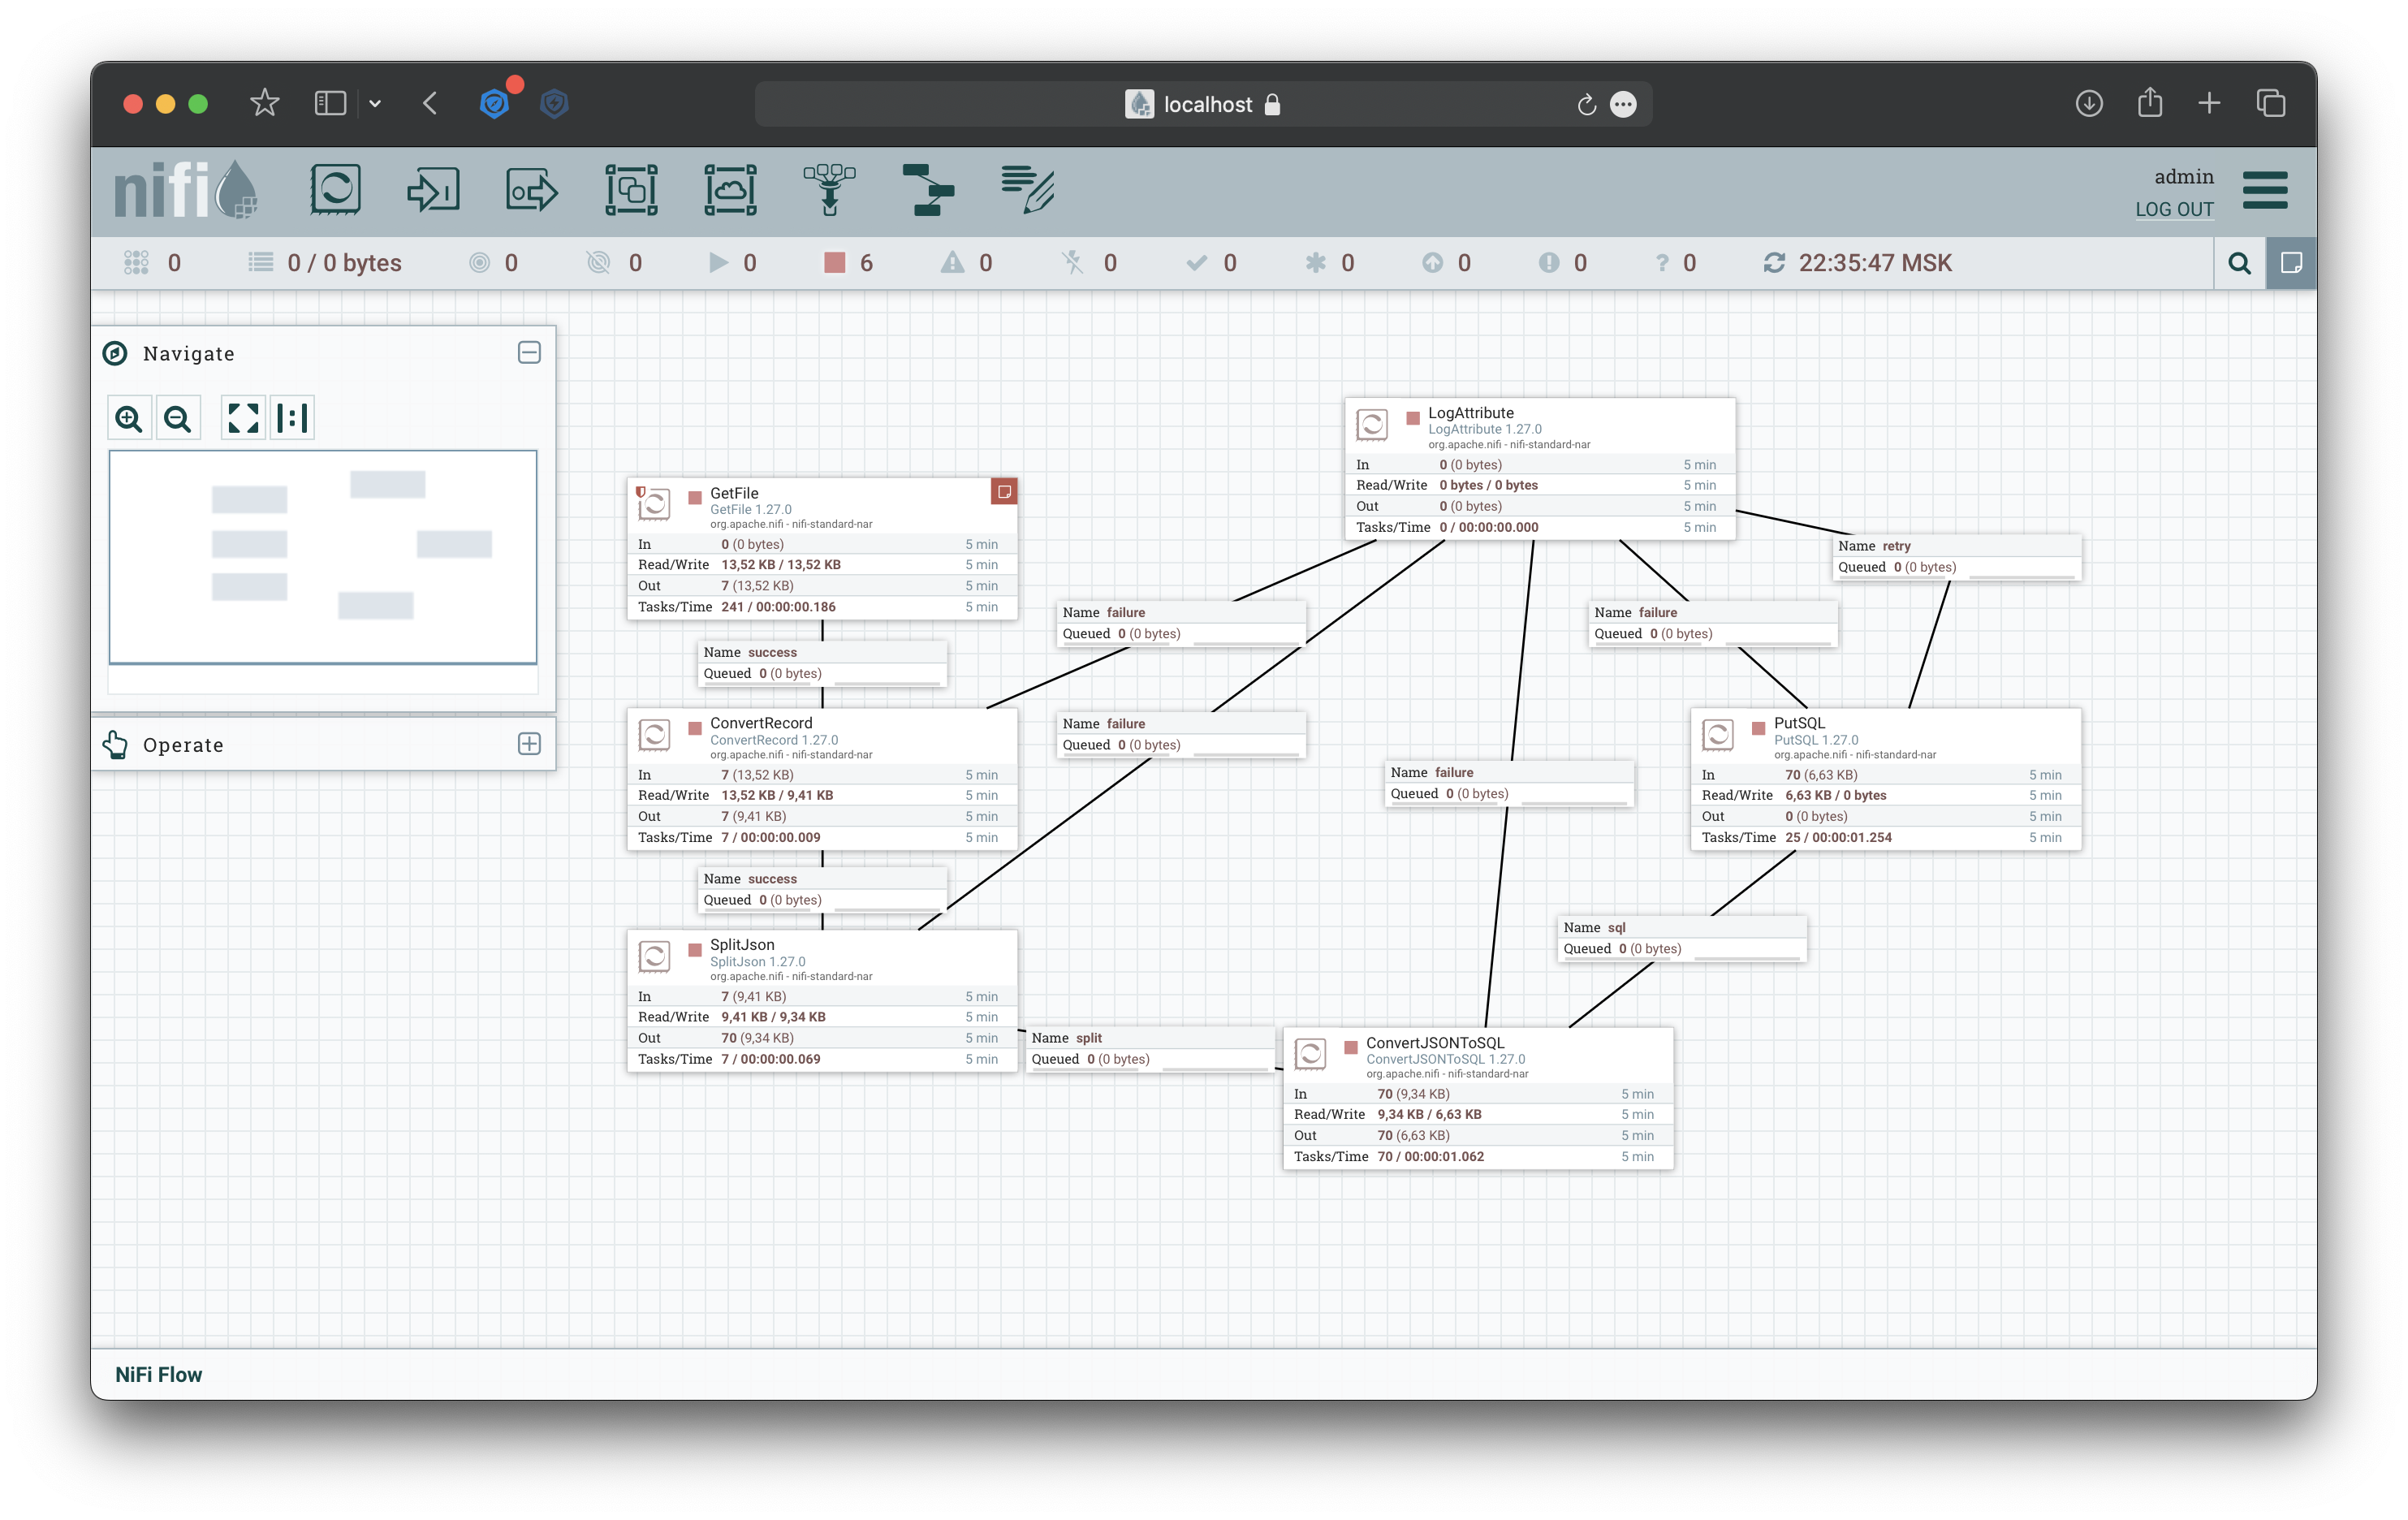 localhost
nifi
admin
LOG OUT
0
0 / 0 bytes
0
0
0
6
0
0
0
0
0
0
0
22:35:47 MSK
Navigate
Operate
LogAttribute
LogAttribute 1.27.0
org.apache.nifi - nifi-standard-nar
In 0 (0 bytes) 5 min
Read/Write 0 bytes / 0 bytes 5 min
Out 0 (0 bytes) 5 min
Tasks/Time 0 / 00:00:00.000 5 min
GetFile
GetFile 1.27.0
org.apache.nifi - nifi-standard-nar
In 0 (0 bytes) 5 min
Read/Write 13,52 KB / 13,52 KB 5 min
Out 7 (13,52 KB) 5 min
Tasks/Time 241 / 00:00:00.186 5 min
Name retry
Queued 0 (0 bytes)
Name failure
Queued 0 (0 bytes)
Name failure
Queued 0 (0 bytes)
Name success
Queued 0 (0 bytes)
ConvertRecord
ConvertRecord 1.27.0
org.apache.nifi - nifi-standard-nar
In 7 (13,52 KB) 5 min
Read/Write 13,52 KB / 9,41 KB 5 min
Out 7 (9,41 KB) 5 min
Tasks/Time 7 / 00:00:00.009 5 min
Name failure
Queued 0 (0 bytes)
Name failure
Queued 0 (0 bytes)
PutSQL
PutSQL 1.27.0
org.apache.nifi - nifi-standard-nar
In 70 (6,63 KB) 5 min
Read/Write 6,63 KB / 0 bytes 5 min
Out 0 (0 bytes) 5 min
Tasks/Time 25 / 00:00:01.254 5 min
Name success
Queued 0 (0 bytes)
Name sql
Queued 0 (0 bytes)
SplitJson
SplitJson 1.27.0
org.apache.nifi - nifi-standard-nar
In 7 (9,41 KB) 5 min
Read/Write 9,41 KB / 9,34 KB 5 min
Out 70 (9,34 KB) 5 min
Tasks/Time 7 / 00:00:00.069 5 min
Name split
Queued 0 (0 bytes)
ConvertJSONToSQL
ConvertJSONToSQL 1.27.0
org.apache.nifi - nifi-standard-nar
In 70 (9,34 KB) 5 min
Read/Write 9,34 KB / 6,63 KB 5 min
Out 70 (6,63 KB) 5 min
Tasks/Time 70 / 00:00:01.062 5 min
NiFi Flow